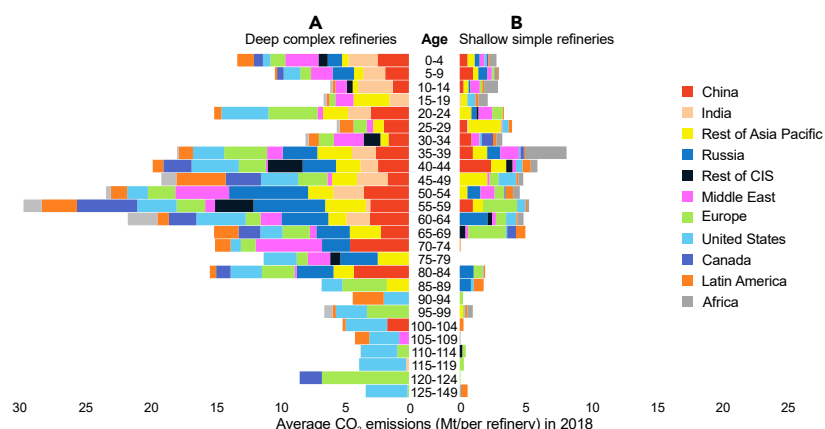 A
B
Deep complex refineries
Age
Shallow simple refineries
0-4
5-9
10-14
15-19
20-24
25-29
30-34
35-39
40-44
45-49
50-54
55-59
60-64
65-69
70-74
75-79
80-84
85-89
90-94
95-99
100-104
105-109
110-114
115-119
120-124
125-149
China
India
Rest of Asia Pacific
Russia
Rest of CIS
Middle East
Europe
United States
Canada
Latin America
Africa
30 25 20 15 10 5 0 0 5 10 15 20 25
Average CO₂ emissions (Mt/per refinery) in 2018